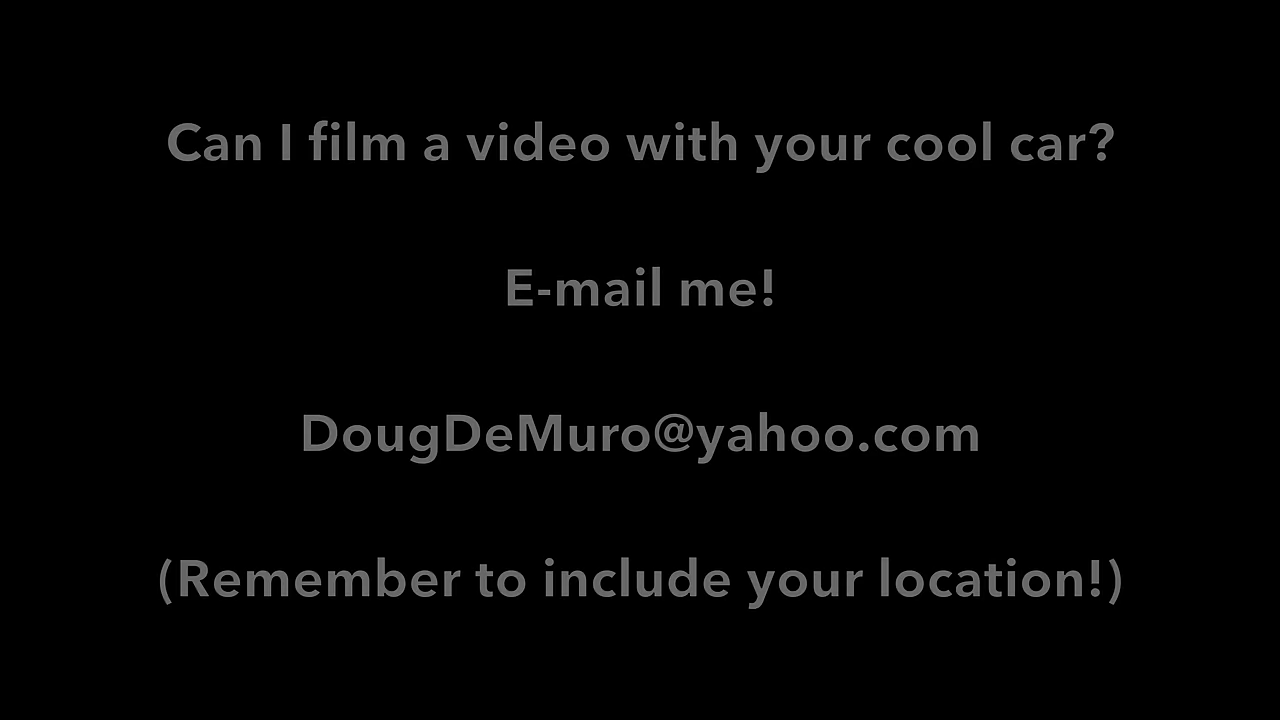 Can I film a video with your cool car?
E-mail me!
DougDeMuro@yahoo.com
(Remember to include your location!)